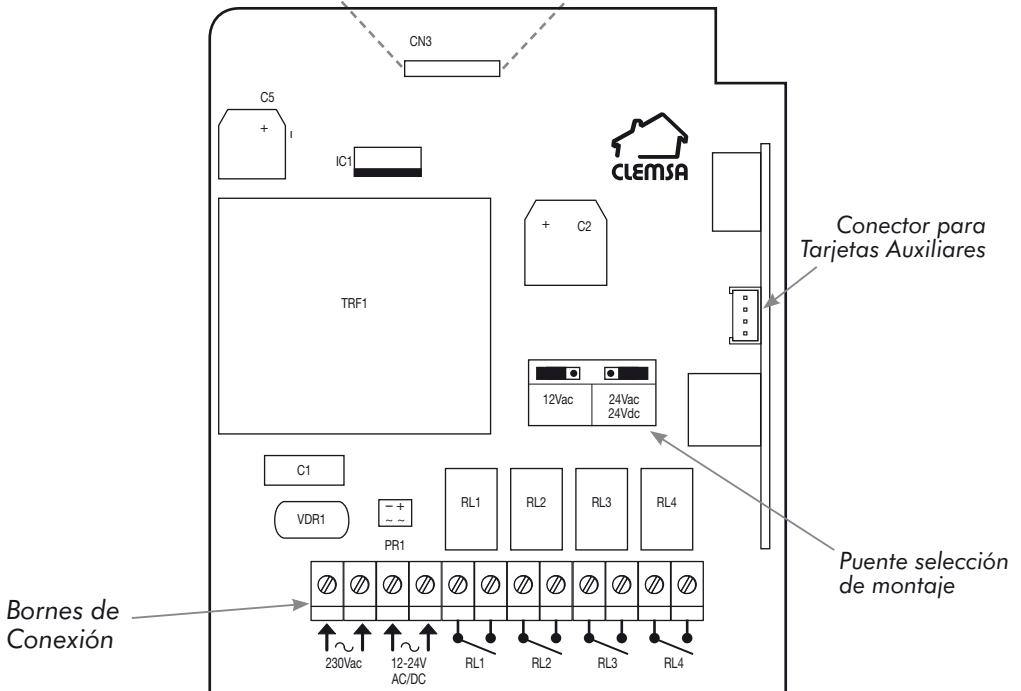 CN3
C5
+
IC1
CLEMSA
+ C2
Conector para
Tarjetas Auxiliares
TRF1
12Vac
24Vac
24Vdc
C1
RL1
RL2
RL3
RL4
VDR1
− +
~ ~
PR1
Puente selección
de montaje
Bornes de
Conexión
230Vac
12-24V
AC/DC
RL1
RL2
RL3
RL4